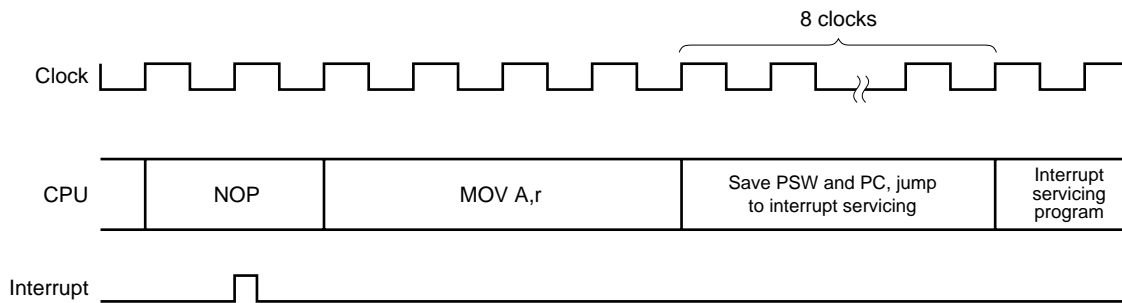 8 clocks
Clock
CPU
NOP
MOV A,r
Save PSW and PC, jump
to interrupt servicing
Interrupt
servicing
program
Interrupt